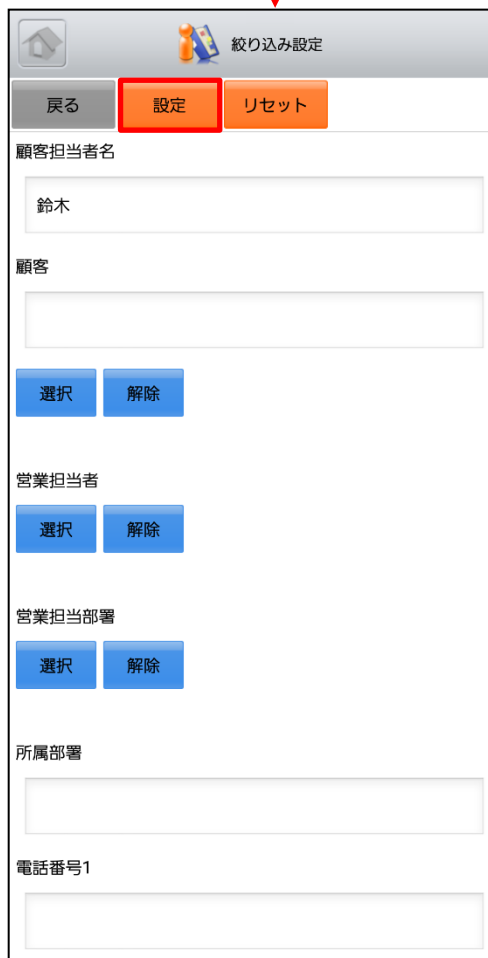 絞り込み設定
戻る 設定 リセット
顧客担当者名
鈴木
顧客
選択 解除
営業担当者
選択 解除
営業担当部署
選択 解除
所属部署
電話番号1